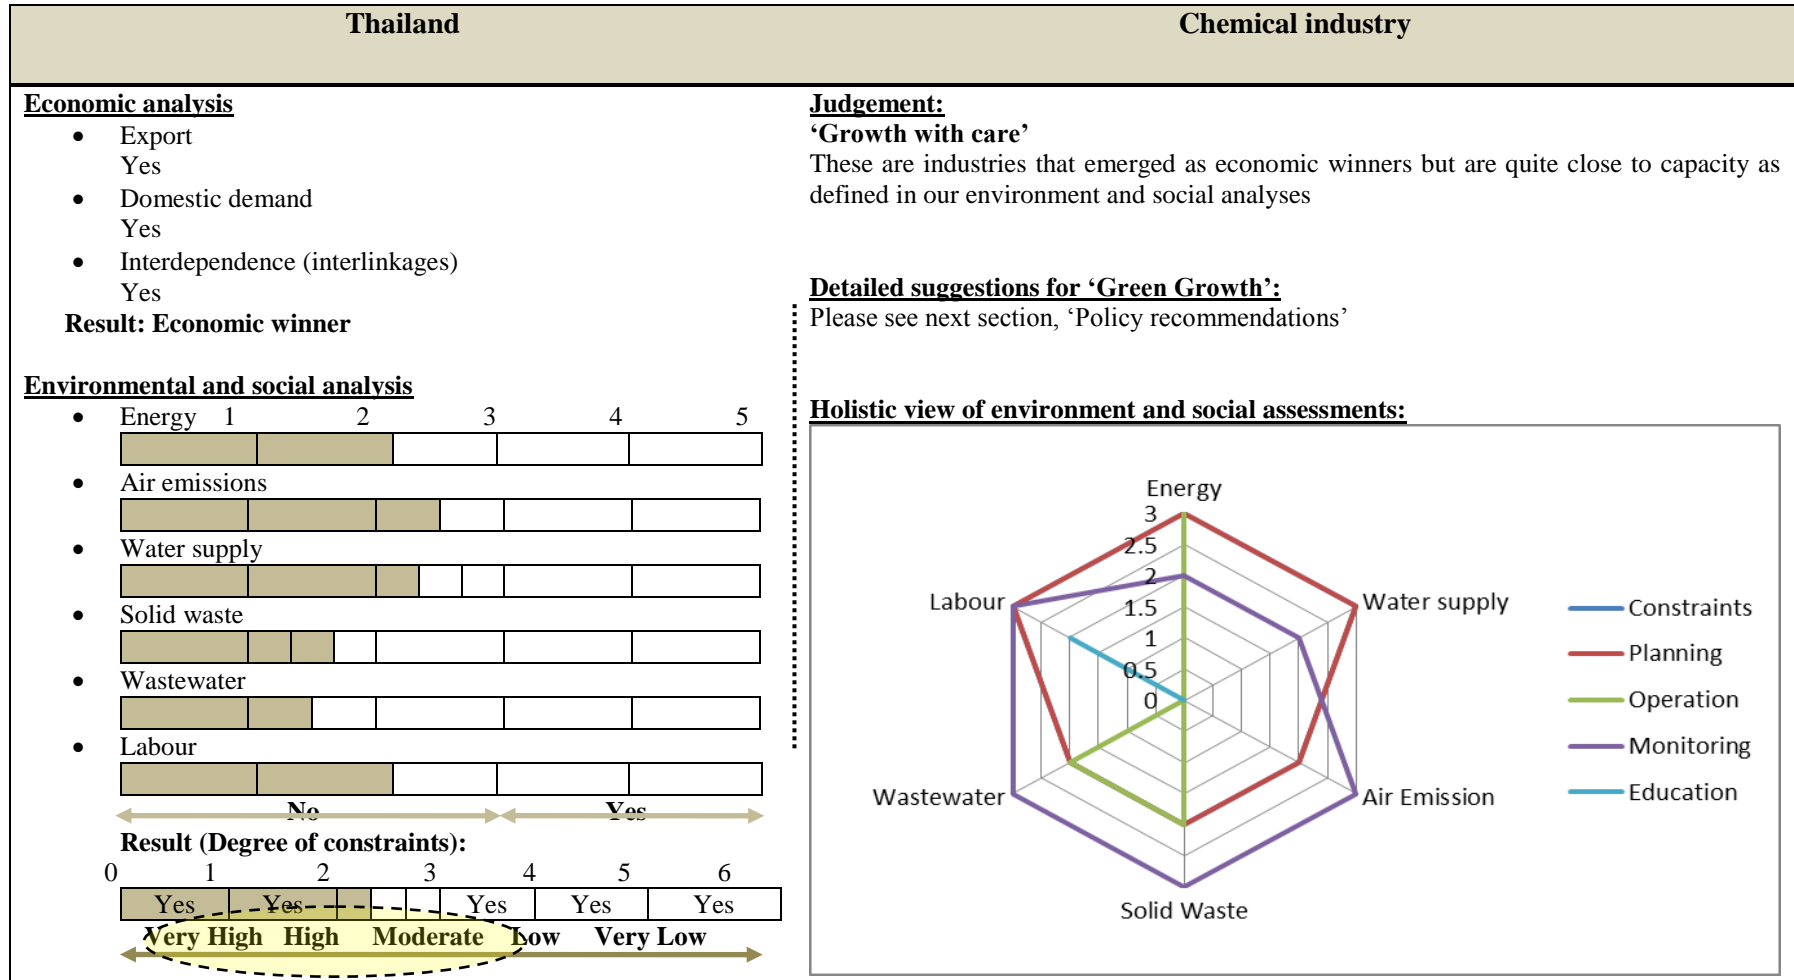 Thailand
Chemical industry
Economic analysis
• Export
Yes
• Domestic demand
Yes
• Interdependence (interlinkages)
Yes
Result: Economic winner
Environmental and social analysis
• Energy 1 2 3 4 5
• Air emissions
• Water supply
• Solid waste
• Wastewater
• Labour
No Yes
Result (Degree of constraints):
0 1 2 3 4 5 6
Yes Yes Yes Yes Yes
Very High High Moderate Low Very Low
Judgement:
‘Growth with care’
These are industries that emerged as economic winners but are quite close to capacity as
defined in our environment and social analyses
Detailed suggestions for ‘Green Growth’:
Please see next section, ‘Policy recommendations’
Holistic view of environment and social assessments:
Energy
3
2.5
2
1.5
1
0.5
0
Labour
Water supply
Wastewater
Air Emission
Solid Waste
Constraints
Planning
Operation
Monitoring
Education